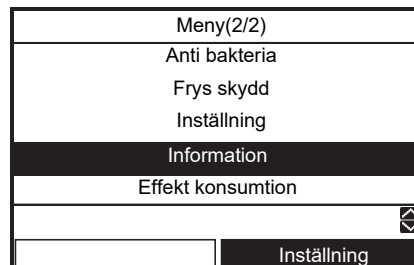 Meny(2/2)
Anti bakteria
Frys skydd
Inställning
Information
Effekt konsumtion
Inställning